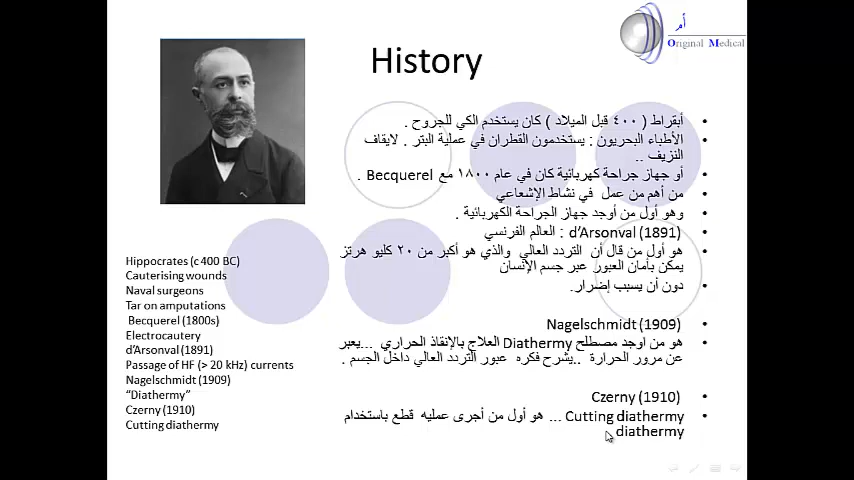 أم
Original Medical
History
أبقراط ( ٤٠٠ قبل الميلاد ) كان يستخدم الكي للجروح .
الأطباء البحريون : يستخدمون القطران في عملية البتر . لايقاف
النزيف ..
أو جهاز جراحة كهربائية كان في عام ١٨٠٠ مع Becquerel .
من أهم من عمل في نشاط الإشعاعي
وهو أول من أوجد جهاز الجراحة الكهربائية .
d’Arsonval (1891) : العالم الفرنسي
هو أول من قال أن التردد العالي والذي هو أكبر من ٢٠ كليو هرتز
يمكن بأمان العبور عبر جسم الإنسان
دون أن يسبب إضرار.
Nagelschmidt (1909)
هو من اوجد مصطلح Diathermy العلاج بالإنفاذ الحراري ...يعبر
عن مرور الحرارة ..يشرح فكره عبور التردد العالي داخل الجسم .
Czerny (1910)
Cutting diathermy ... هو أول من أجرى عمليه قطع باستخدام
diathermy
Hippocrates (c 400 BC)
Cauterising wounds
Naval surgeons
Tar on amputations
Becquerel (1800s)
Electrocautery
d’Arsonval (1891)
Passage of HF (> 20 kHz) currents
Nagelschmidt (1909)
“Diathermy”
Czerny (1910)
Cutting diathermy